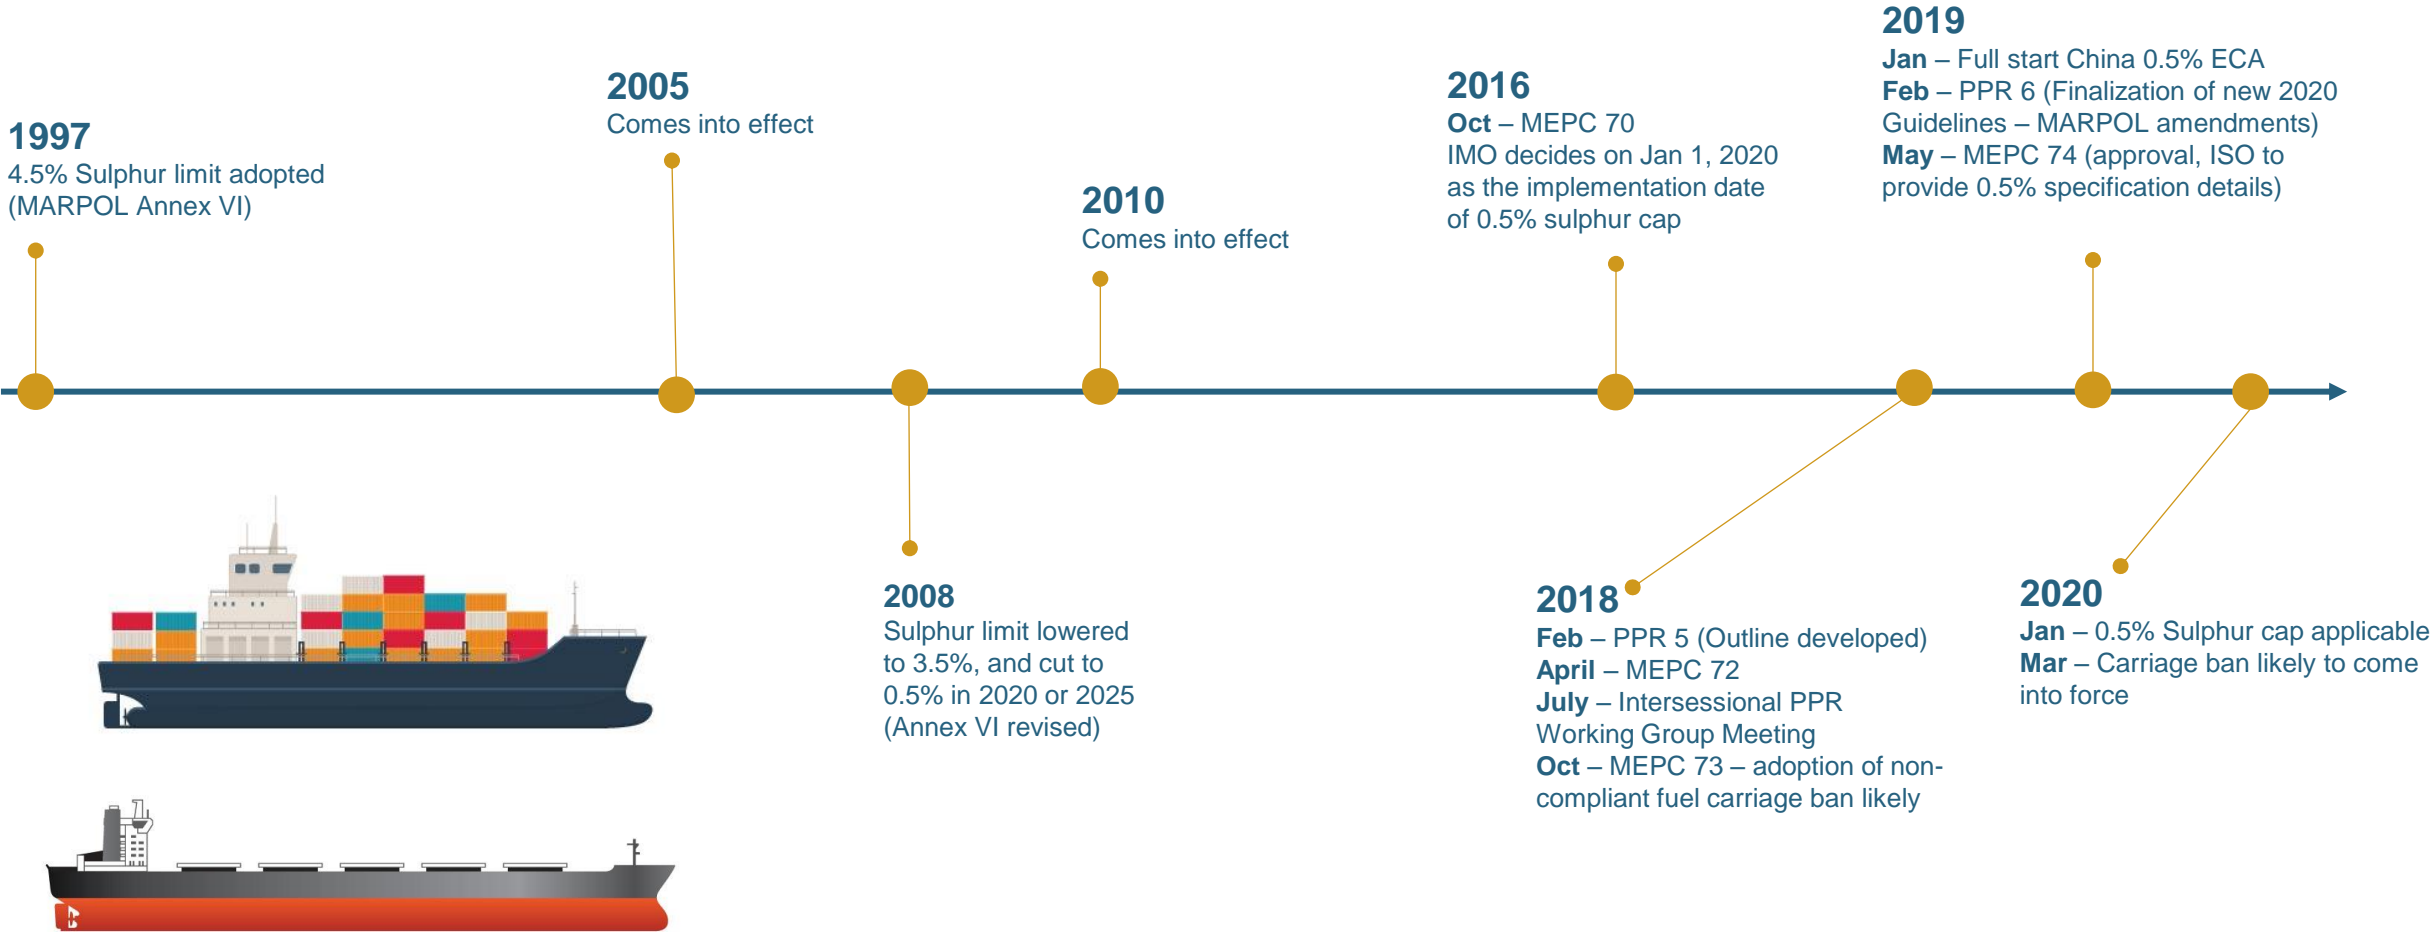 1997
4.5% Sulphur limit adopted
(MARPOL Annex VI)
2005
Comes into effect
2008
Sulphur limit lowered
to 3.5%, and cut to
0.5% in 2020 or 2025
(Annex VI revised)
2010
Comes into effect
2016
Oct – MEPC 70
IMO decides on Jan 1, 2020
as the implementation date
of 0.5% sulphur cap
2018
Feb – PPR 5 (Outline developed)
April – MEPC 72
July – Intersessional PPR
Working Group Meeting
Oct – MEPC 73 – adoption of non-
compliant fuel carriage ban likely
2019
Jan – Full start China 0.5% ECA
Feb – PPR 6 (Finalization of new 2020
Guidelines – MARPOL amendments)
May – MEPC 74 (approval, ISO to
provide 0.5% specification details)
2020
Jan – 0.5% Sulphur cap applicable
Mar – Carriage ban likely to come
into force